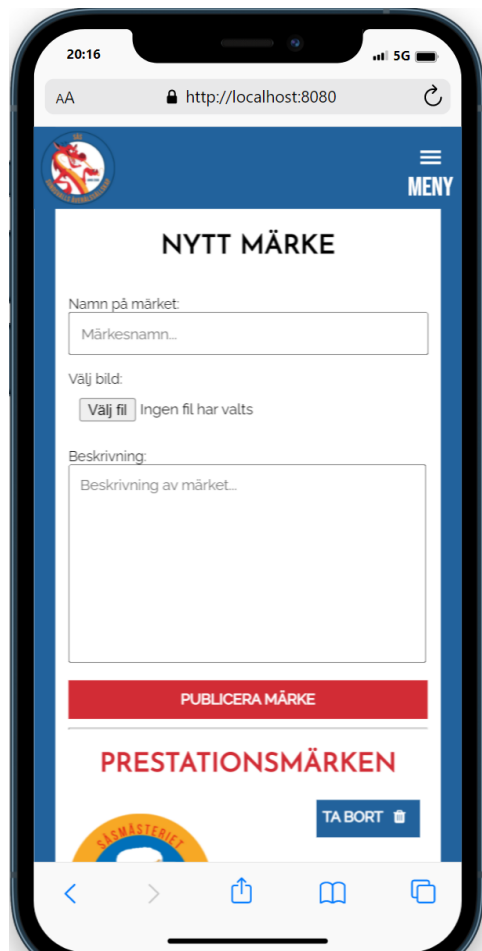 20:16
5G
AA
http://localhost:8080
MENY
NYTT MÄRKE
Namn på märket:
Märkesnamn...
Välj bild:
Välj fil Ingen fil har valts
Beskrivning:
Beskrivning av märket...
PUBLICERA MÄRKE
PRESTATIONSMÄRKEN
TA BORT
SÅSMÄSTERIET